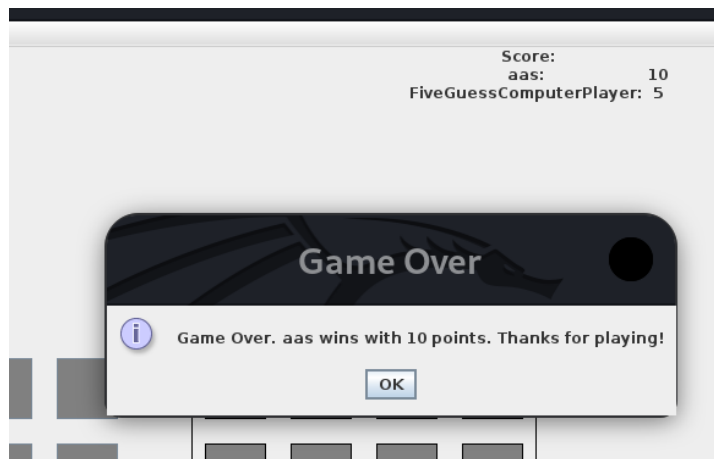 Score:
aas: 10
FiveGuessComputerPlayer: 5
Game Over
i
Game Over. aas wins with 10 points. Thanks for playing!
OK